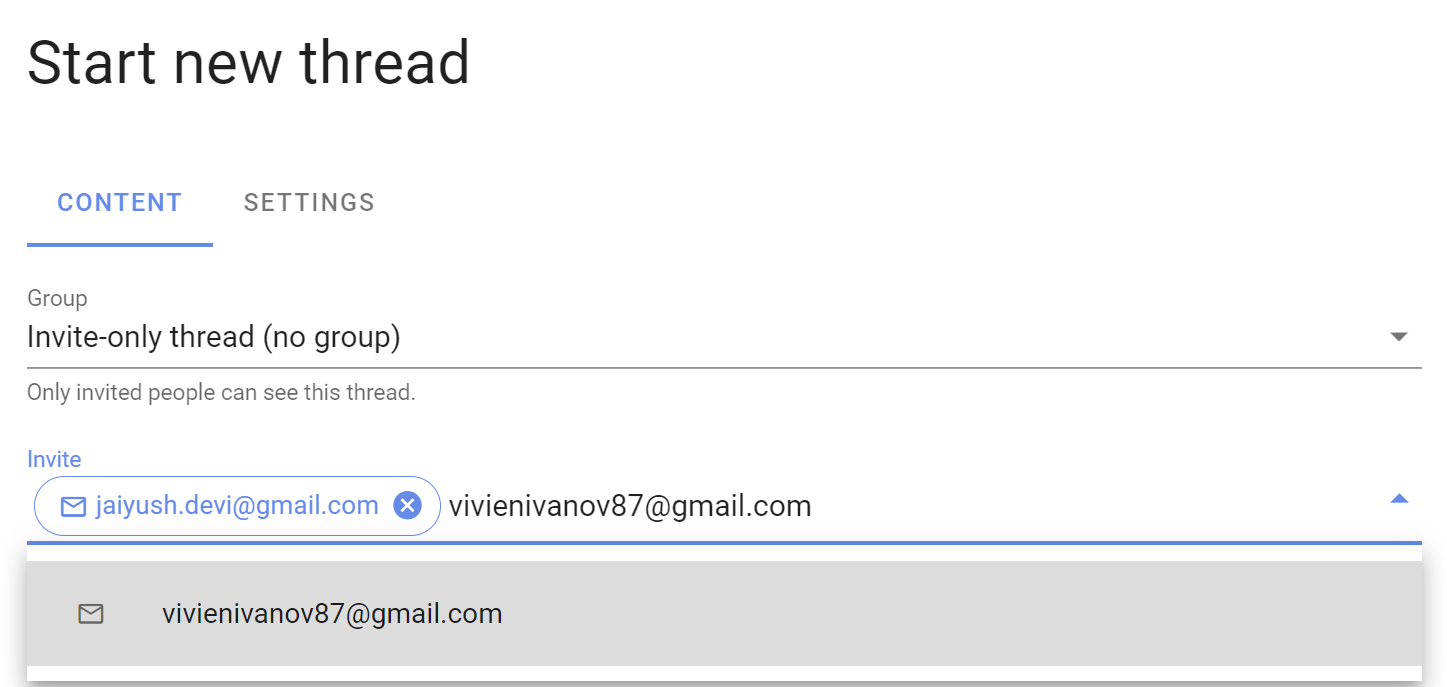 Start new thread
CONTENT SETTINGS
Group
Invite-only thread (no group)
Only invited people can see this thread.
Invite
jaiyush.devi@gmail.com vivienivanov87@gmail.com
vivienivanov87@gmail.com